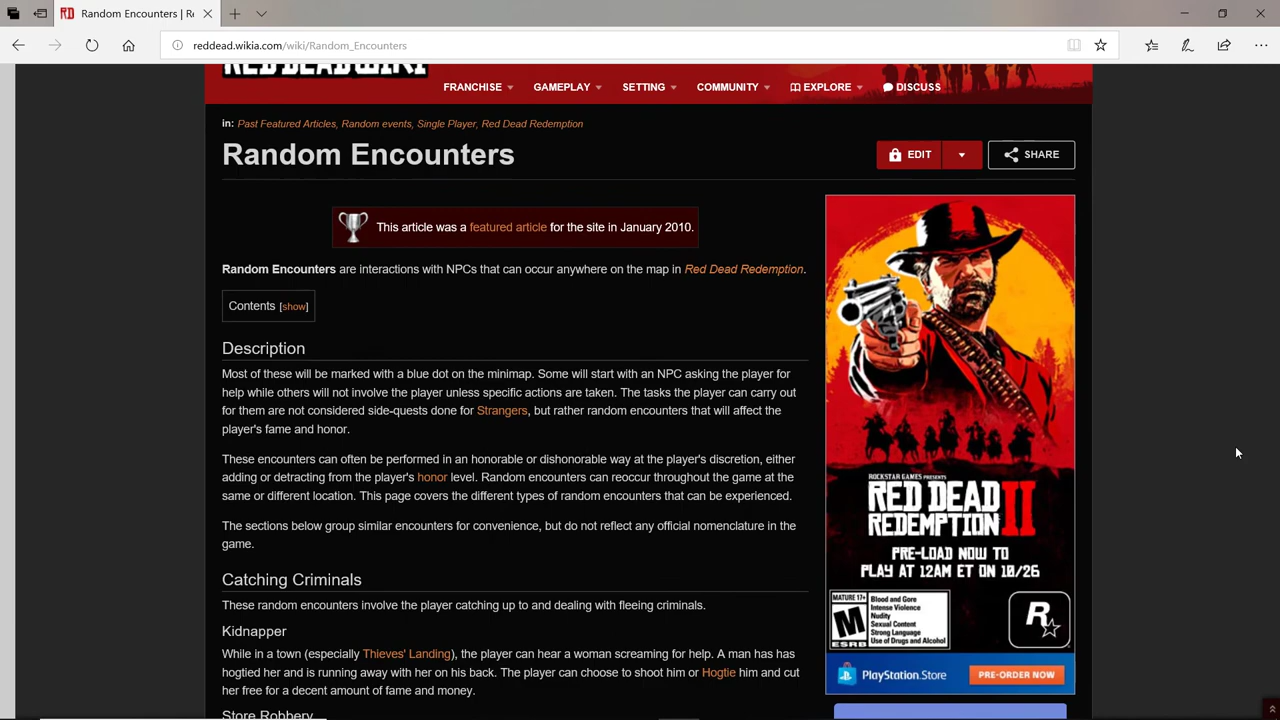 Random Encounters | Re
reddead.wikia.com/wiki/Random_Encounters
RED DEAD WIKI
FRANCHISE GAMEPLAY SETTING COMMUNITY EXPLORE DISCUSS
in: Past Featured Articles, Random events, Single Player, Red Dead Redemption
Random Encounters
EDIT
SHARE
This article was a featured article for the site in January 2010.
Random Encounters are interactions with NPCs that can occur anywhere on the map in Red Dead Redemption.
Contents [show]
Description
Most of these will be marked with a blue dot on the minimap. Some will start with an NPC asking the player for
help while others will not involve the player unless specific actions are taken. The tasks the player can carry out
for them are not considered side-quests done for Strangers, but rather random encounters that will affect the
player's fame and honor.
These encounters can often be performed in an honorable or dishonorable way at the player's discretion, either
adding or detracting from the player's honor level. Random encounters can reoccur throughout the game at the
same or different location. This page covers the different types of random encounters that can be experienced.
The sections below group similar encounters for convenience, but do not reflect any official nomenclature in the
game.
Catching Criminals
These random encounters involve the player catching up to and dealing with fleeing criminals.
Kidnapper
While in a town (especially Thieves' Landing), the player can hear a woman screaming for help. A man has has
hogtied her and is running away with her on his back. The player can choose to shoot him or Hogtie him and cut
her free for a decent amount of fame and money.
Store Robbery
ROCKSTAR GAMES PRESENTS
RED DEAD
REDEMPTION II
PRE-LOAD NOW TO
PLAY AT 12AM ET ON 10/26
MATURE 17+
M
ESRB
Blood and Gore
Intense Violence
Nudity
Sexual Content
Strong Language
Use of Drugs and Alcohol
R
PlayStation Store
PRE-ORDER NOW